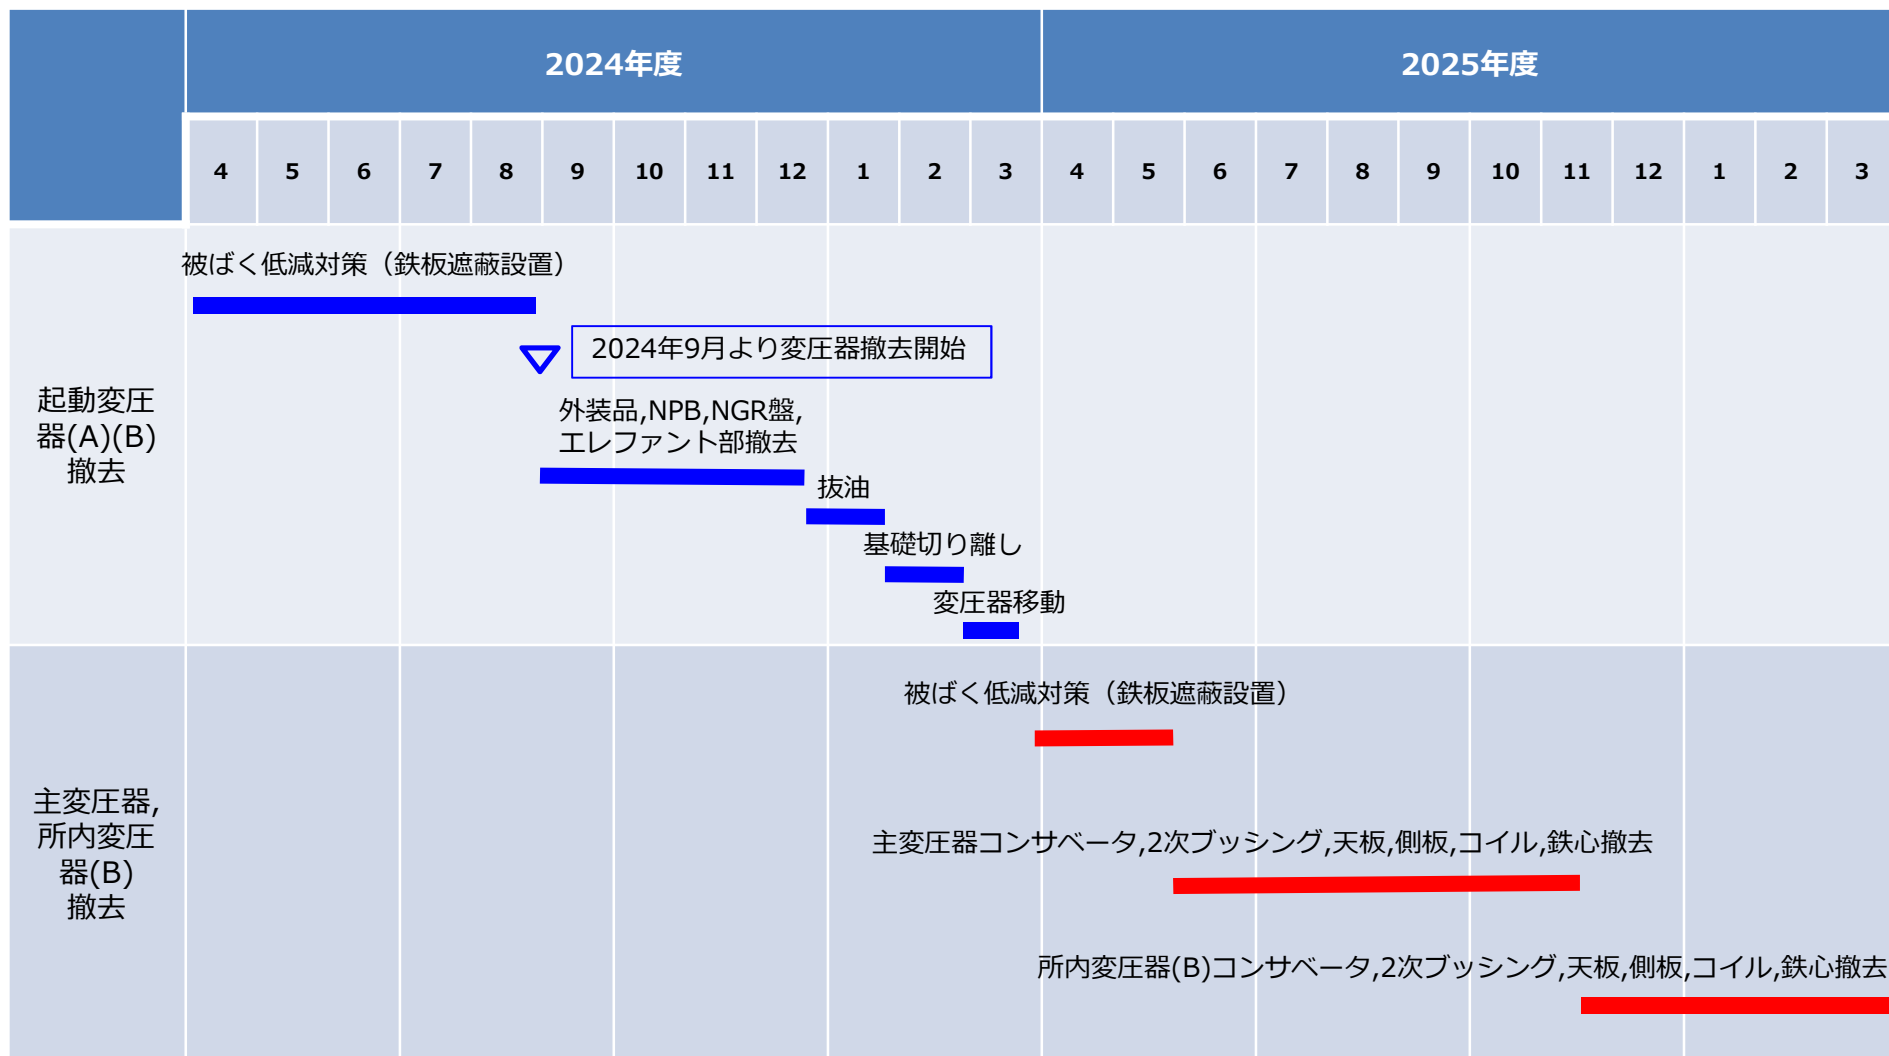 2024年度 2025年度
4 5 6 7 8 9 10 11 12 1 2 3 4 5 6 7 8 9 10 11 12 1 2 3
起動変圧
器(A)(B)
撤去
被ばく低減対策（鉄板遮蔽設置）
2024年9月より変圧器撤去開始
外装品,NPB,NGR盤,
エレファント部撤去
抜油
基礎切り離し
変圧器移動
主変圧器,
所内変圧
器(B)
撤去
被ばく低減対策（鉄板遮蔽設置）
主変圧器コンサベータ,2次ブッシング,天板,側板,コイル,鉄心撤去
所内変圧器(B)コンサベータ,2次ブッシング,天板,側板,コイル,鉄心撤去